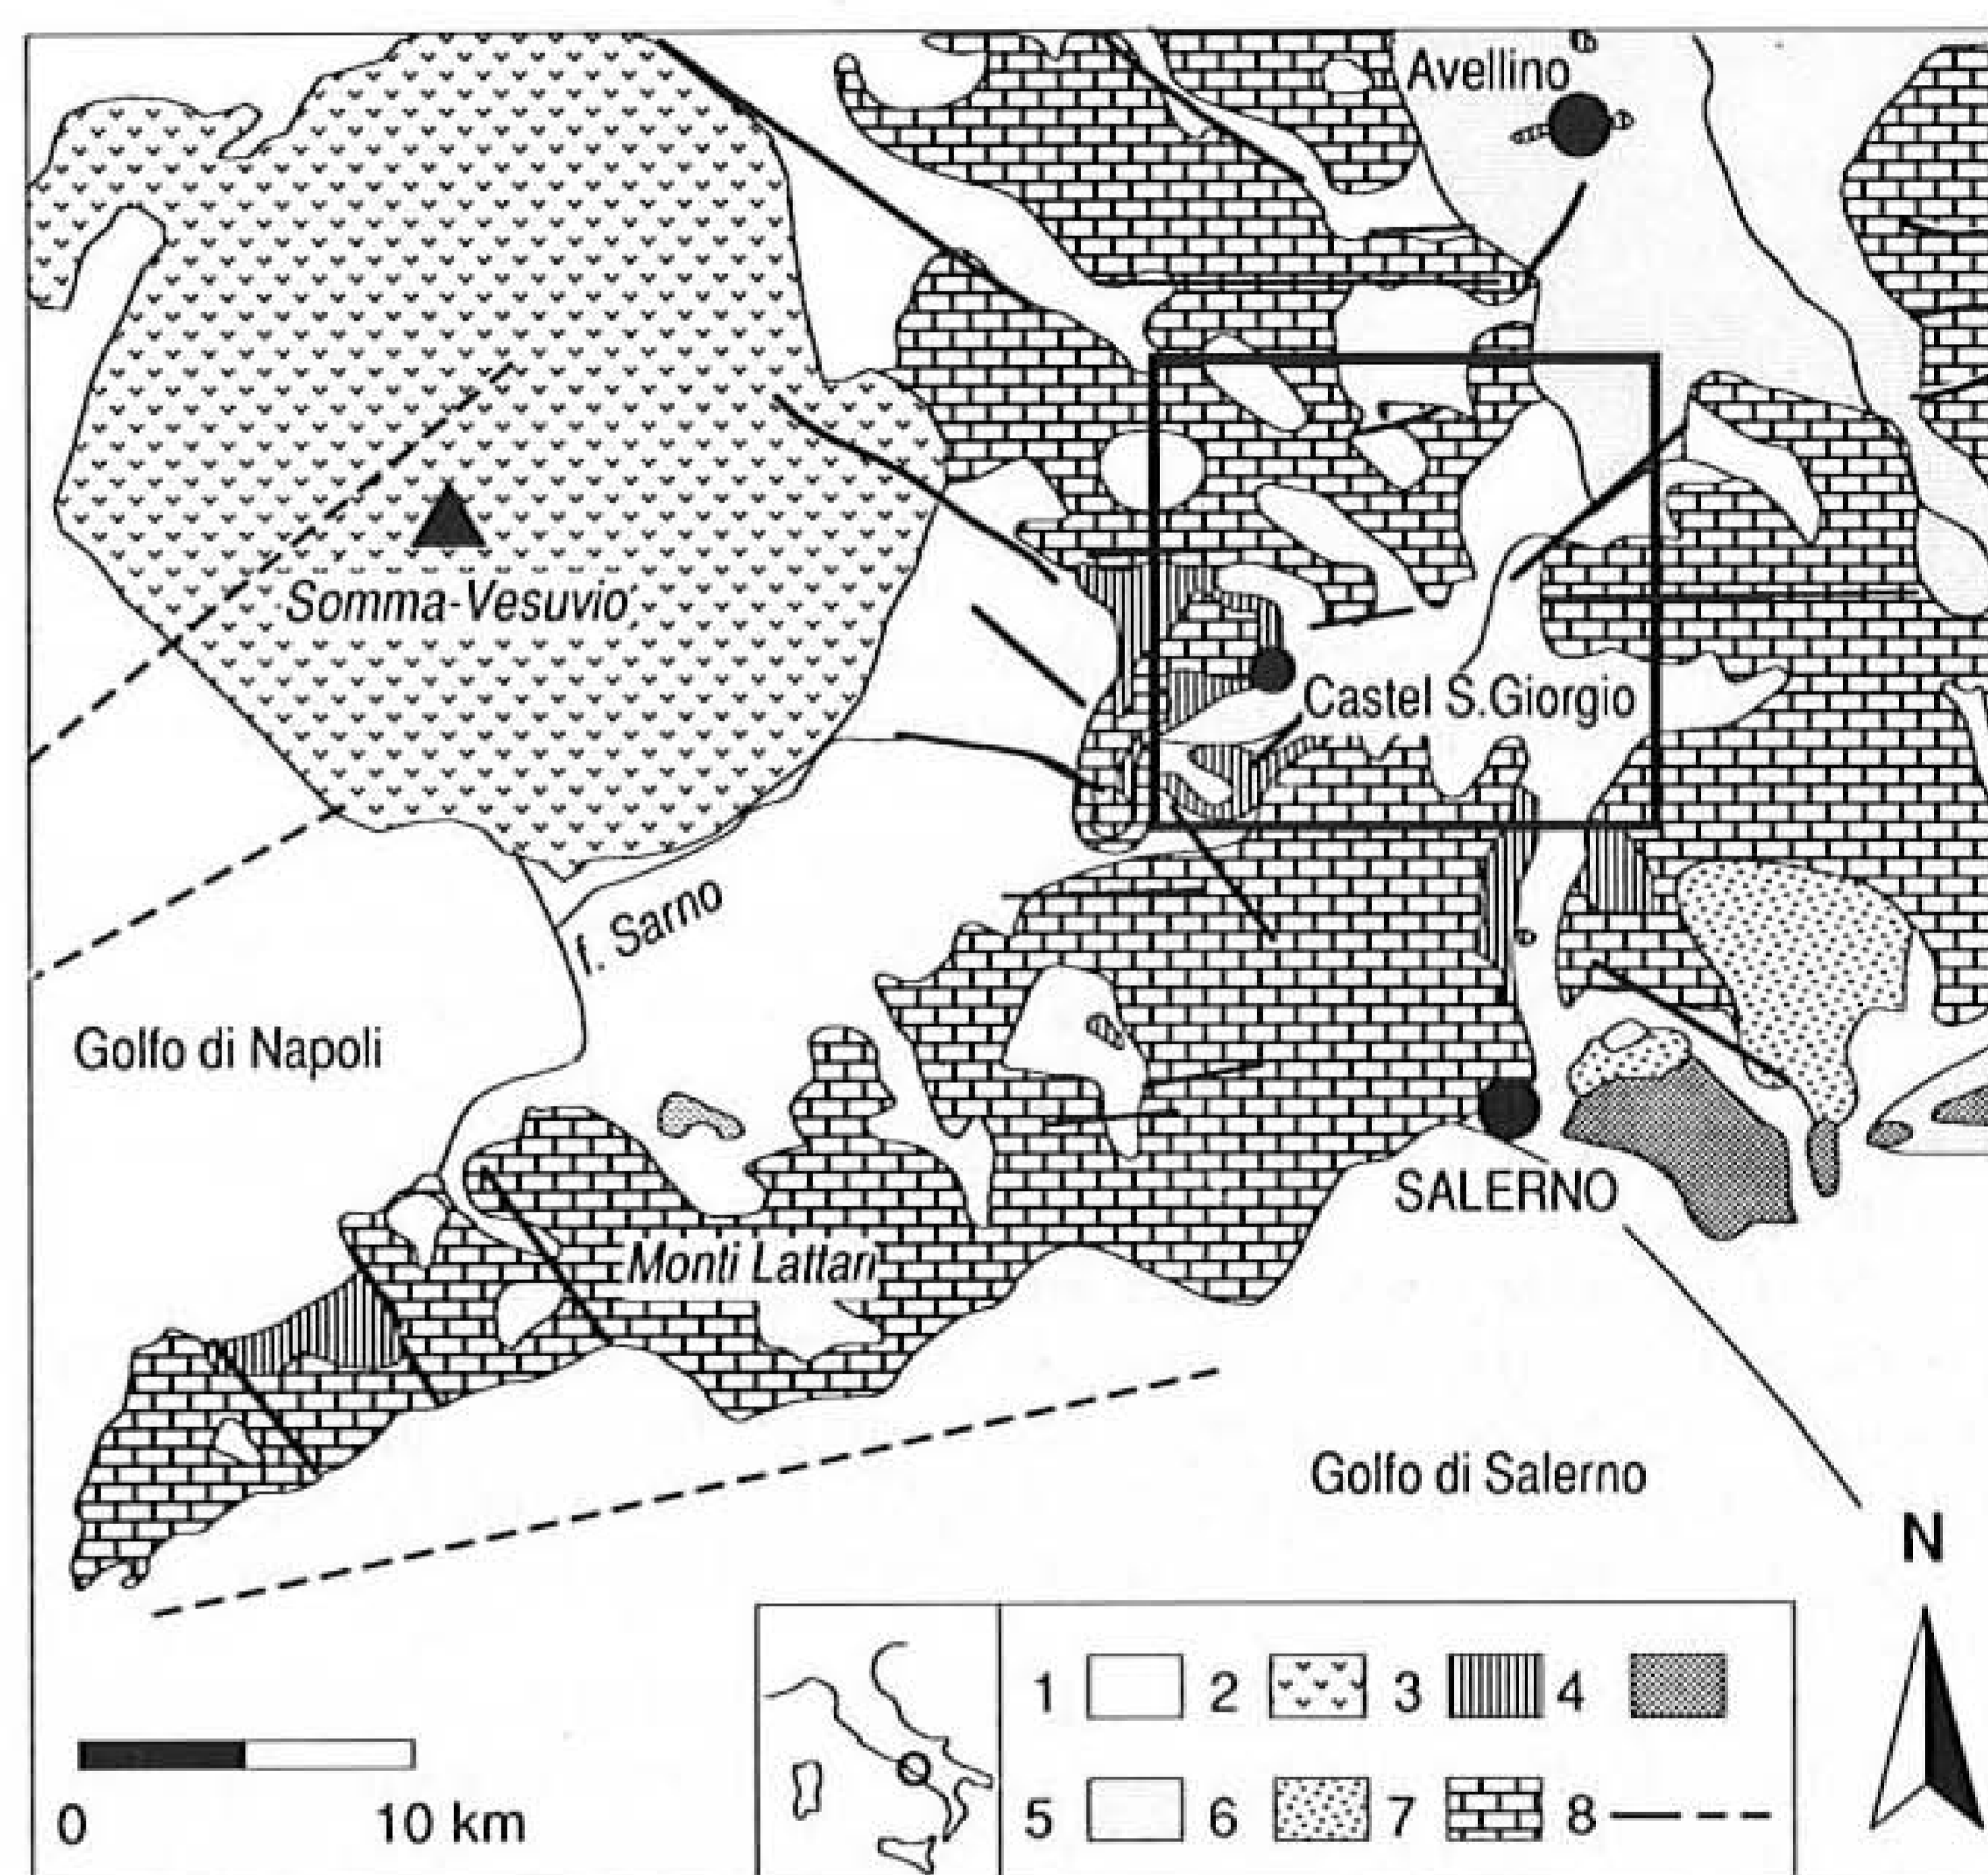 Avellino
Somma-Vesuvio
Castel S.Giorgio
f. Sarno
Golfo di Napoli
SALERNO
Monti Lattari
Golfo di Salerno
N
1 2 3 4
5 6 7 8
0 10 km